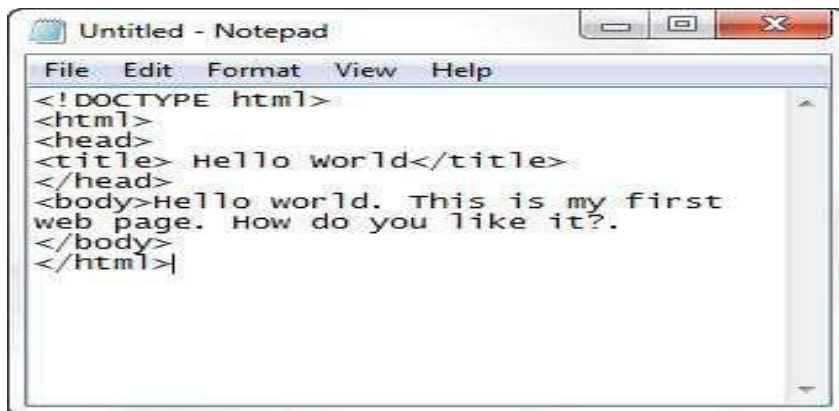 Untitled - Notepad
File Edit Format View Help
<!DOCTYPE html>
<html>
<head>
<title> Hello World</title>
</head>
<body>Hello world. This is my first
web page. How do you like it?.
</body>
</html>